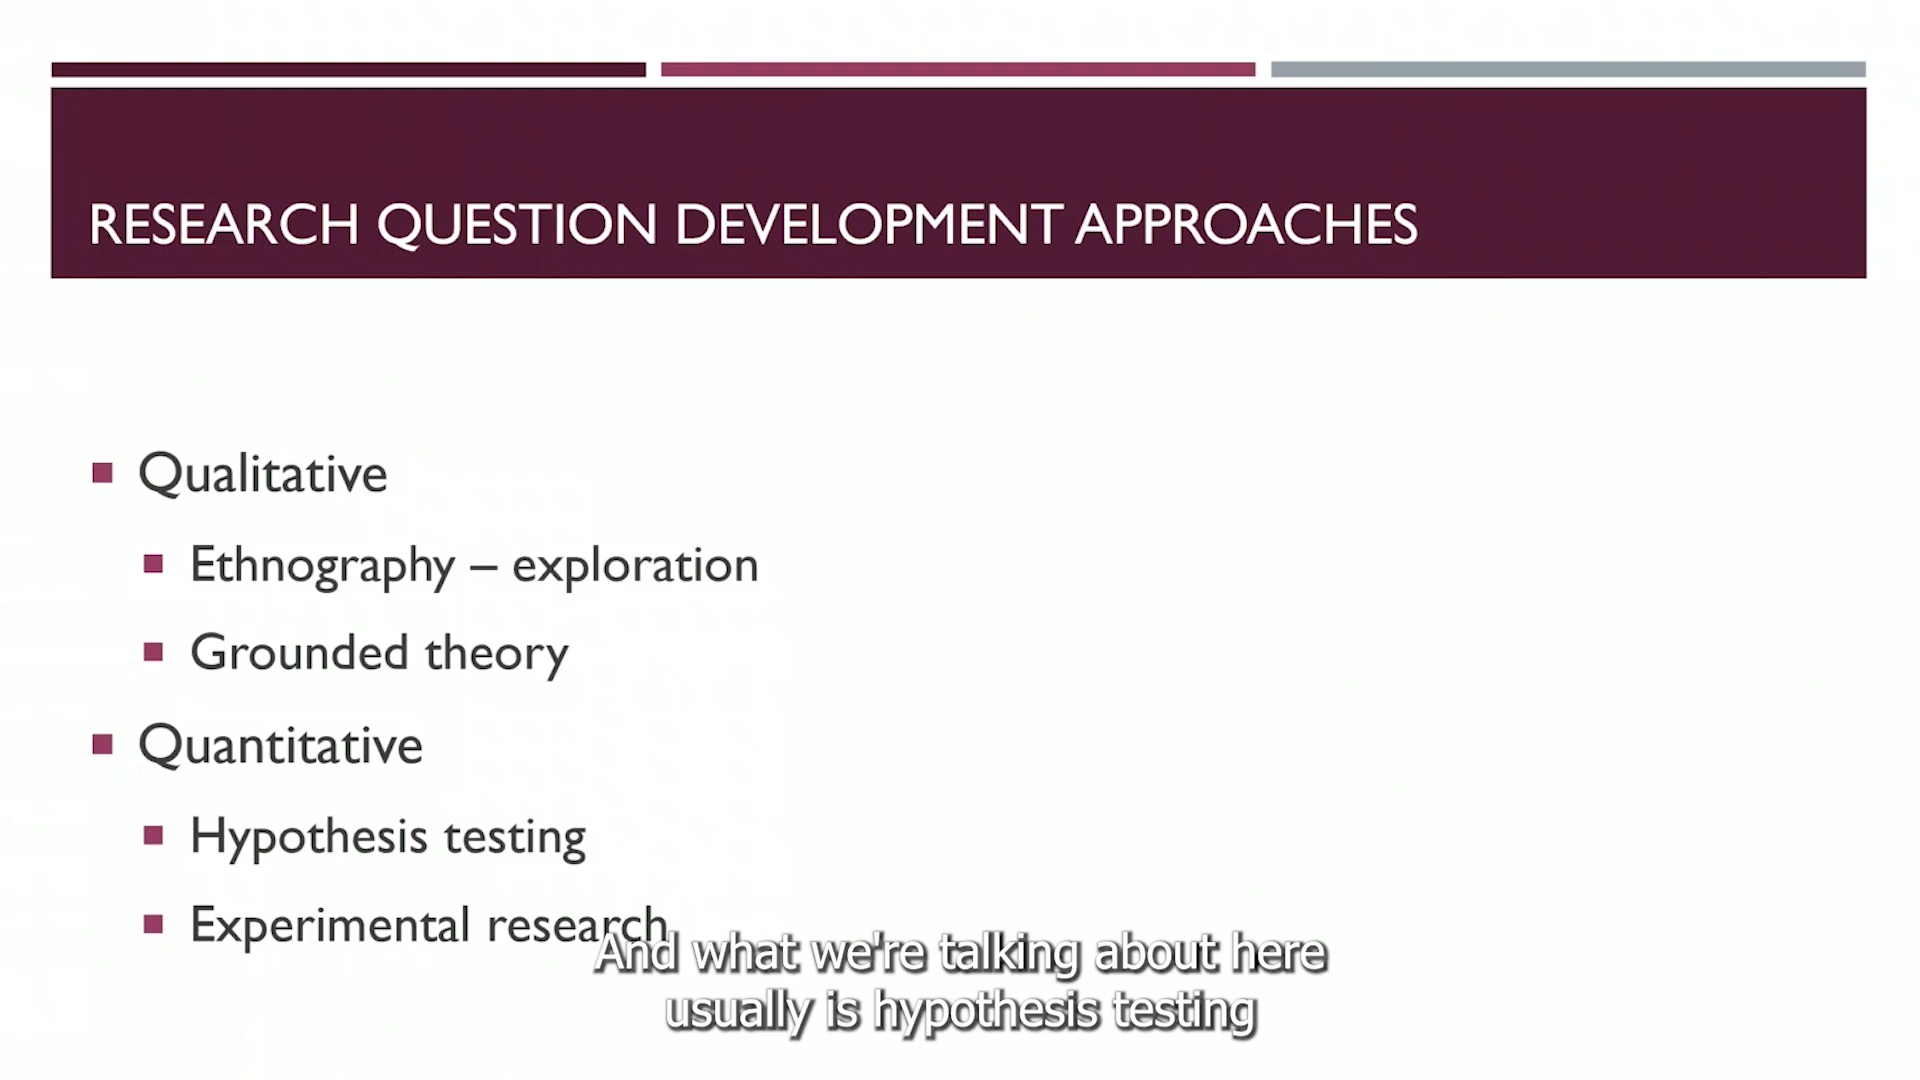 RESEARCH QUESTION DEVELOPMENT APPROACHES
Qualitative
Ethnography – exploration
Grounded theory
Quantitative
Hypothesis testing
Experimental research
And what we're talking about here
usually is hypothesis testing